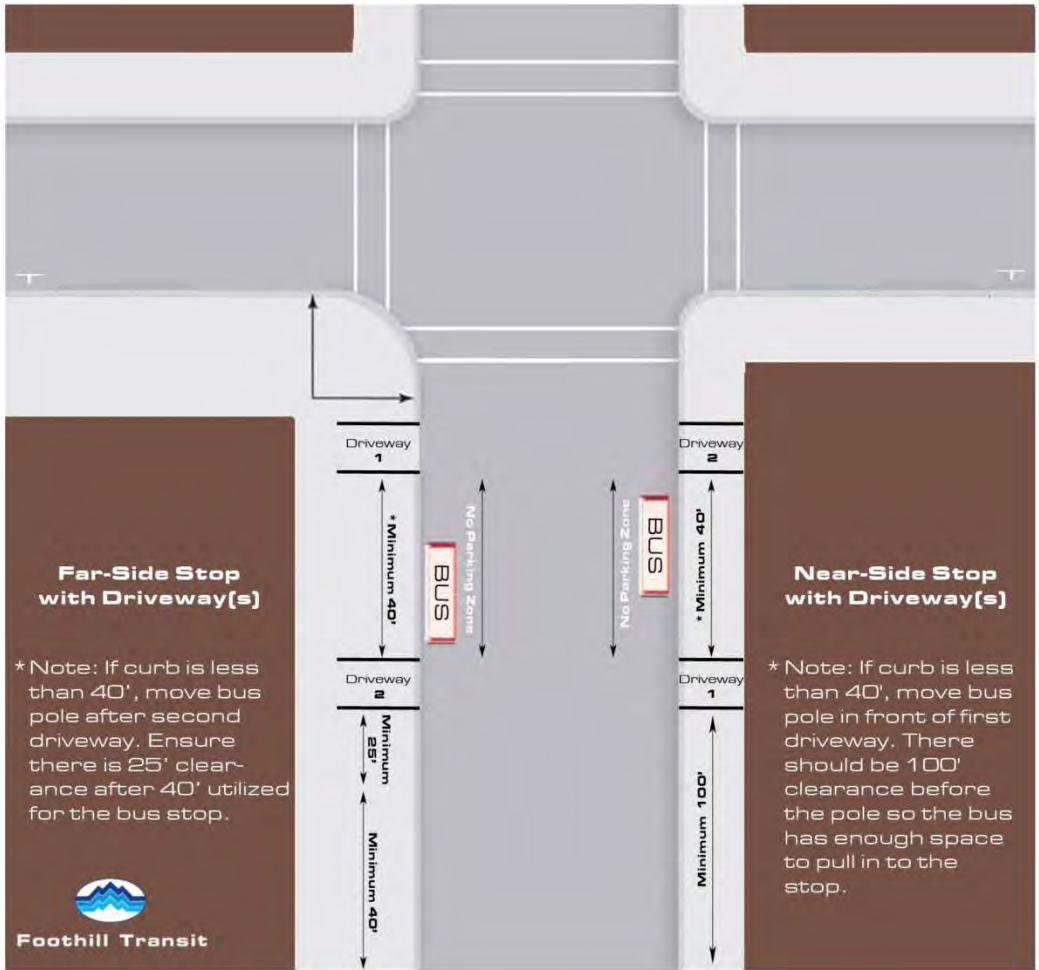 Driveway
1
* Minimum 40'
No Parking Zone
BUS
Driveway
2
Minimum
25'
Minimum 40'
Far-Side Stop
with Driveway(s)
* Note: If curb is less
than 40', move bus
pole after second
driveway. Ensure
there is 25' clear-
ance after 40' utilized
for the bus stop.
Foothill Transit
Driveway
2
* Minimum 40'
No Parking Zone
BUS
Driveway
1
Minimum 100'
Near-Side Stop
with Driveway(s)
* Note: If curb is less
than 40', move bus
pole in front of first
driveway. There
should be 100'
clearance before
the pole so the bus
has enough space
to pull in to the
stop.